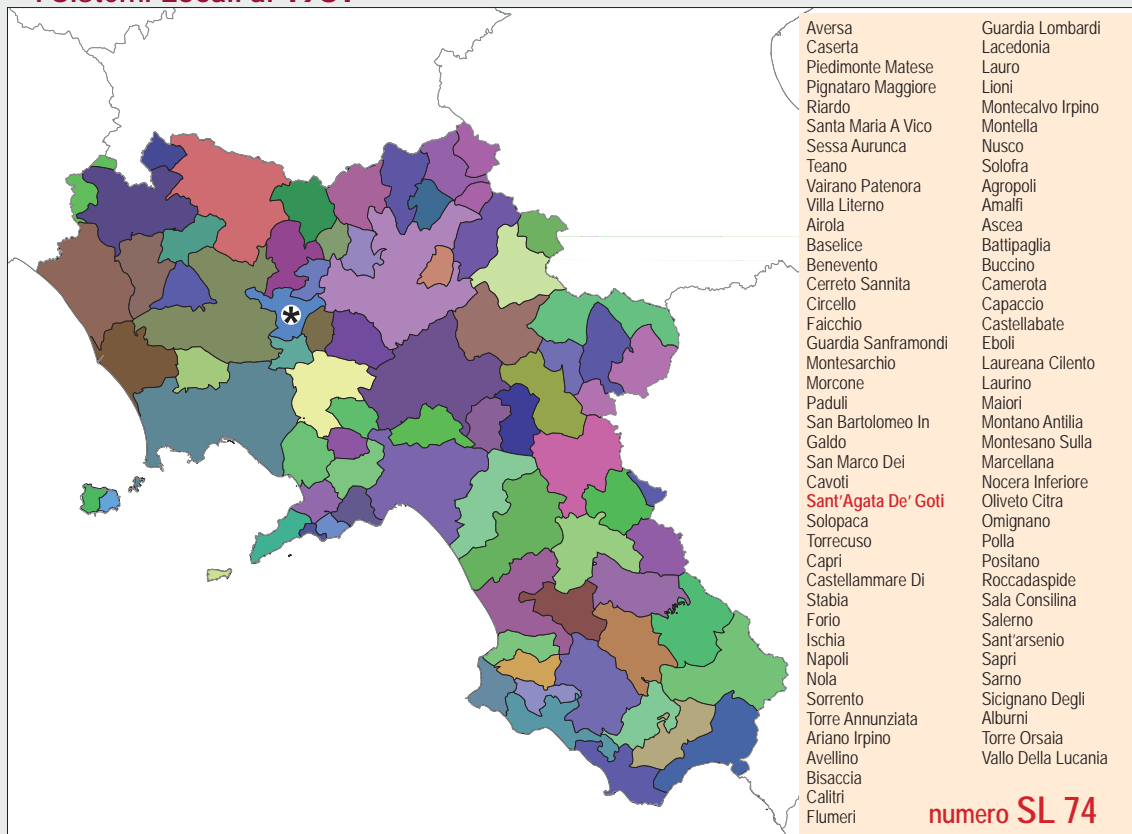 I Sistemi Locali al 1981
Aversa
Caserta
Piedimonte Matese
Pignataro Maggiore
Riardo
Santa Maria A Vico
Sessa Aurunca
Teano
Vairano Patenora
Villa Literno
Airola
Baselice
Benevento
Cerreto Sannita
Circello
Faicchio
Guardia Sanframondi
Montesarchio
Morcone
Paduli
San Bartolomeo In
Galdo
San Marco Dei
Cavoti
Sant'Agata De' Goti
Solopaca
Torrecuso
Capri
Castellammare Di
Stabia
Forio
Ischia
Napoli
Nola
Sorrento
Torre Annunziata
Ariano Irpino
Avellino
Bisaccia
Calitri
Flumeri
Guardia Lombardi
Lacedonia
Lauro
Lioni
Montecalvo Irpino
Montella
Nusco
Solofra
Agropoli
Amalfi
Ascea
Battipaglia
Buccino
Camerota
Capaccio
Castellabate
Eboli
Laureana Cilento
Laurino
Maiori
Montano Antilia
Montesano Sulla
Marcellana
Nocera Inferiore
Oliveto Citra
Omignano
Polla
Positano
Roccadaspide
Sala Consilina
Salerno
Sant'arsenio
Sapri
Sarno
Sicignano Degli
Alburni
Torre Orsaia
Vallo Della Lucania
numero SL 74